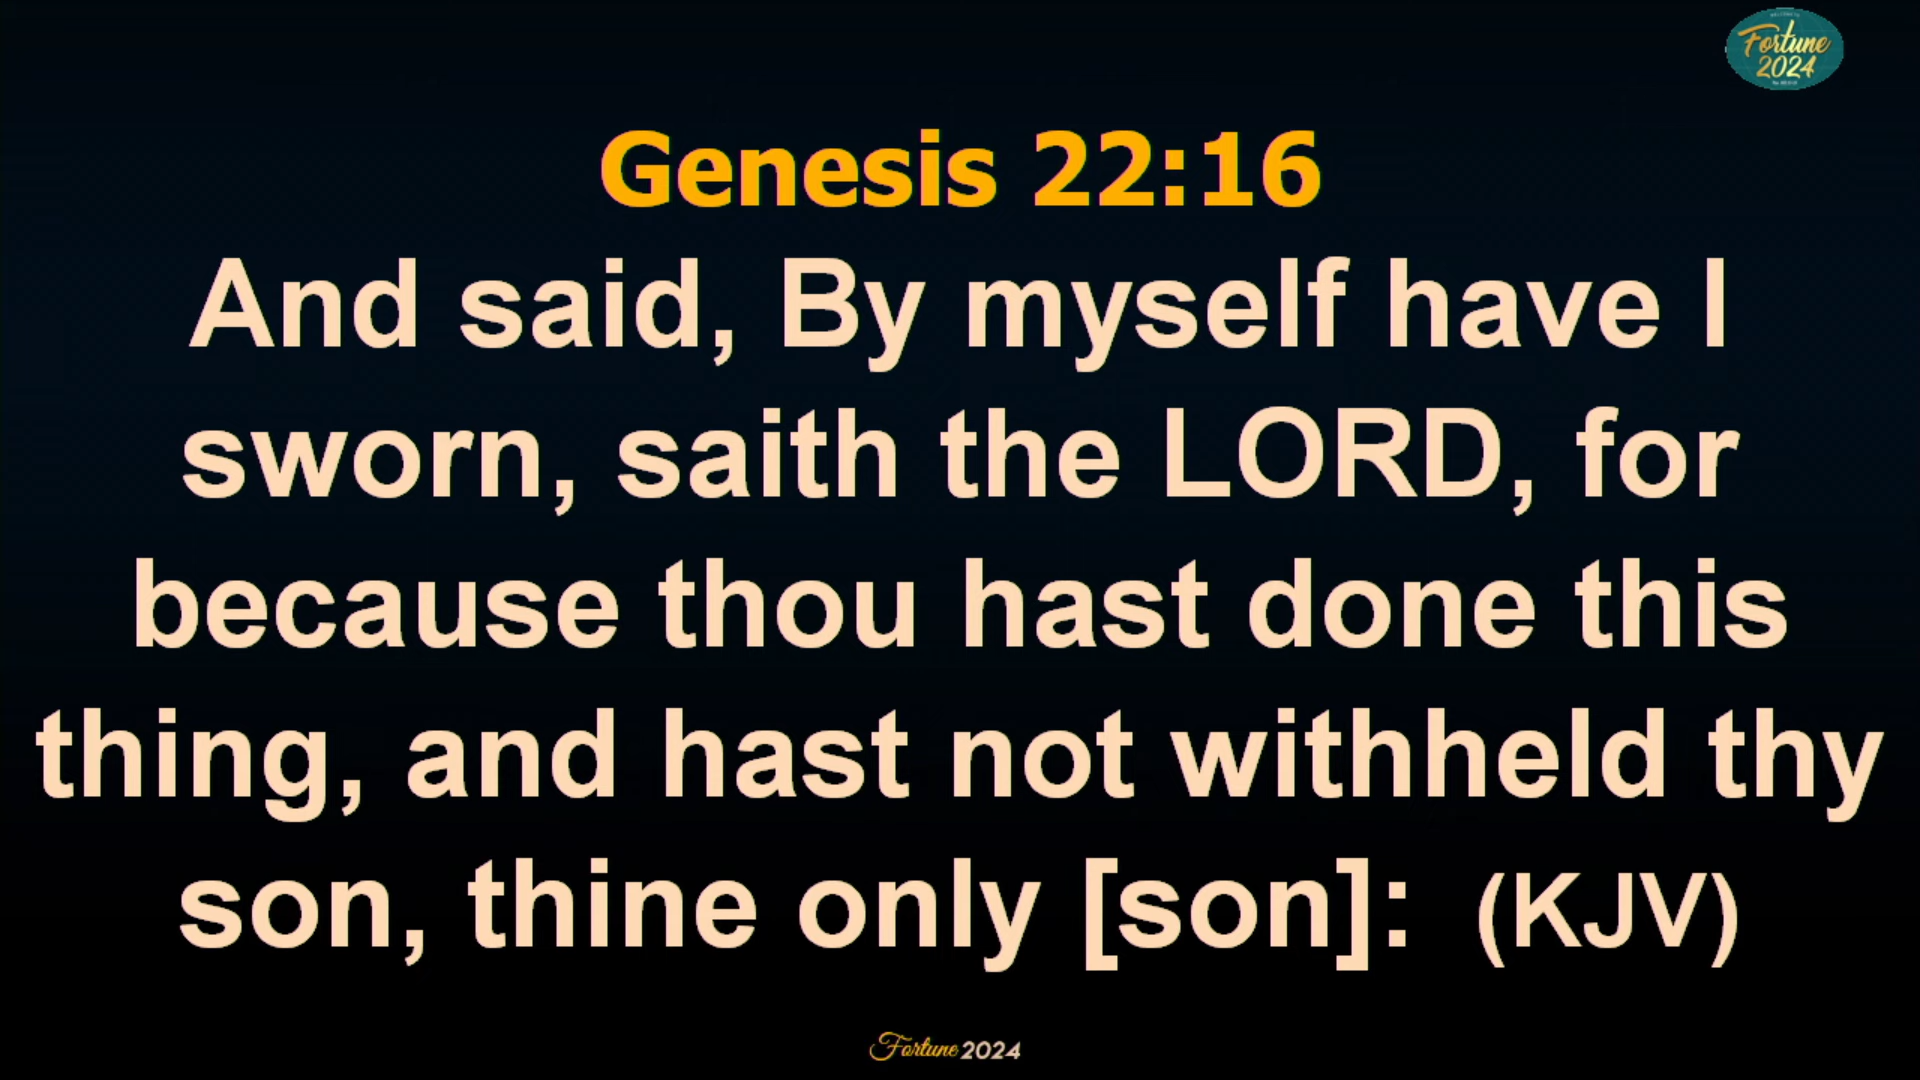 Fortune
2024
Genesis 22:16
And said, By myself have I
sworn, saith the LORD, for
because thou hast done this
thing, and hast not withheld thy
son, thine only [son]: (KJV)
Fortune 2024